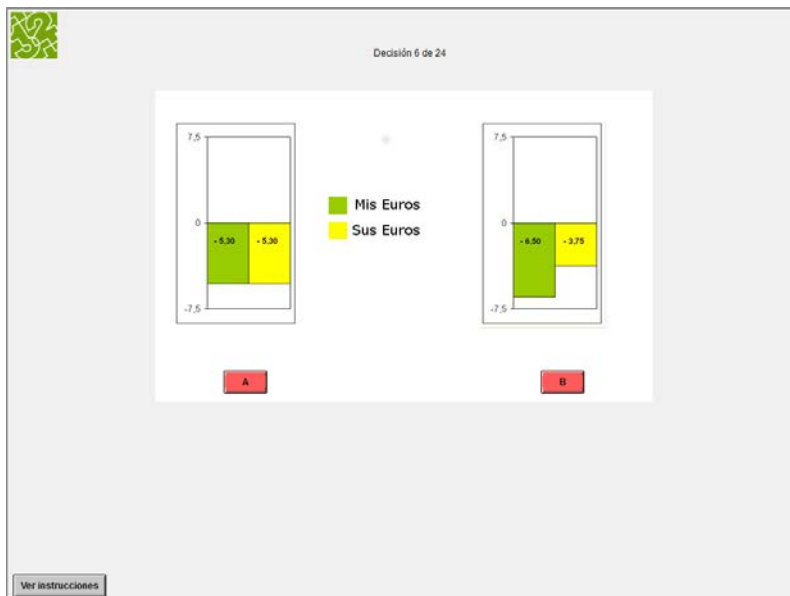 Decisión 6 de 24
7,5
0
-7,5
- 5,30
- 5,30
Mis Euros
Sus Euros
7,5
0
-7,5
- 6,50
- 3,75
A
B
Ver instrucciones